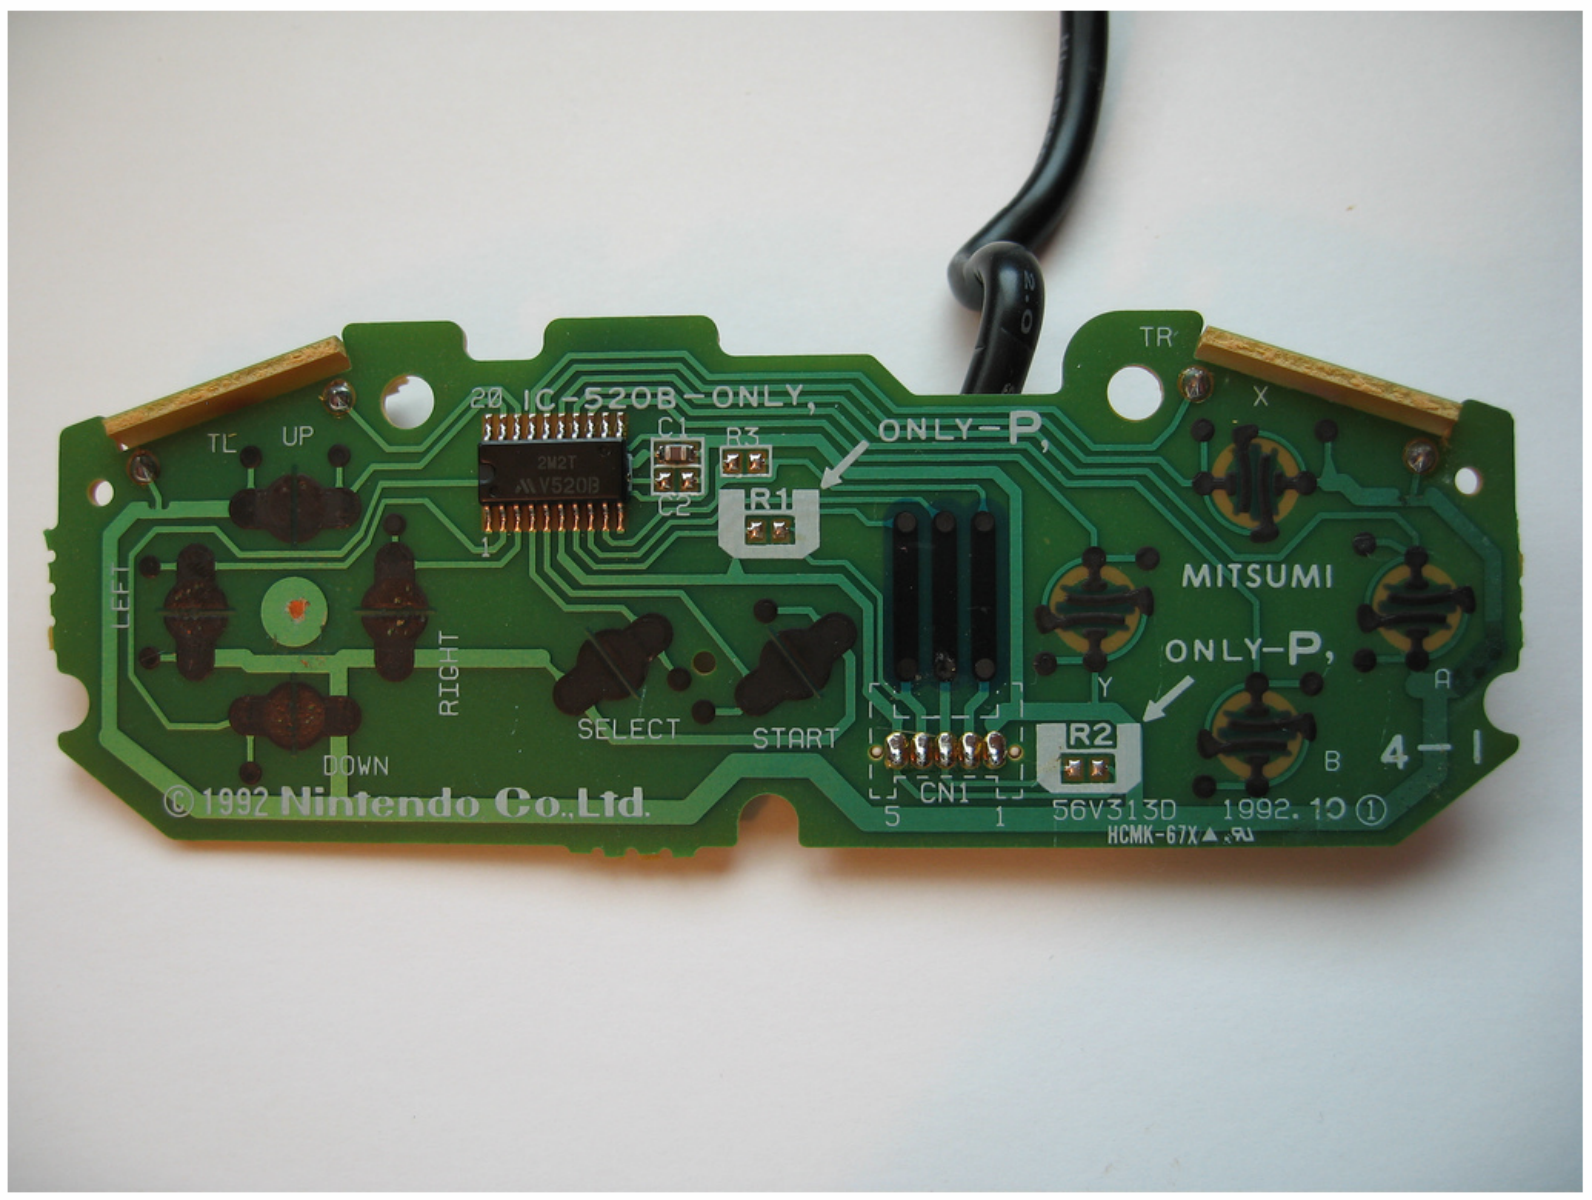 TR
20 IC-520B-ONLY,
X
C1
R3
ONLY-P,
TL
UP
2W2T
V520B
C2
R1
1
LEFT
MITSUMI
RIGHT
ONLY-P,
Y
A
SELECT
START
R2
B
4-1
DOWN
© 1992 Nintendo Co.,Ltd.
CN1
5 1
56V313D 1992.10 ①
HCMK-67X
2.0